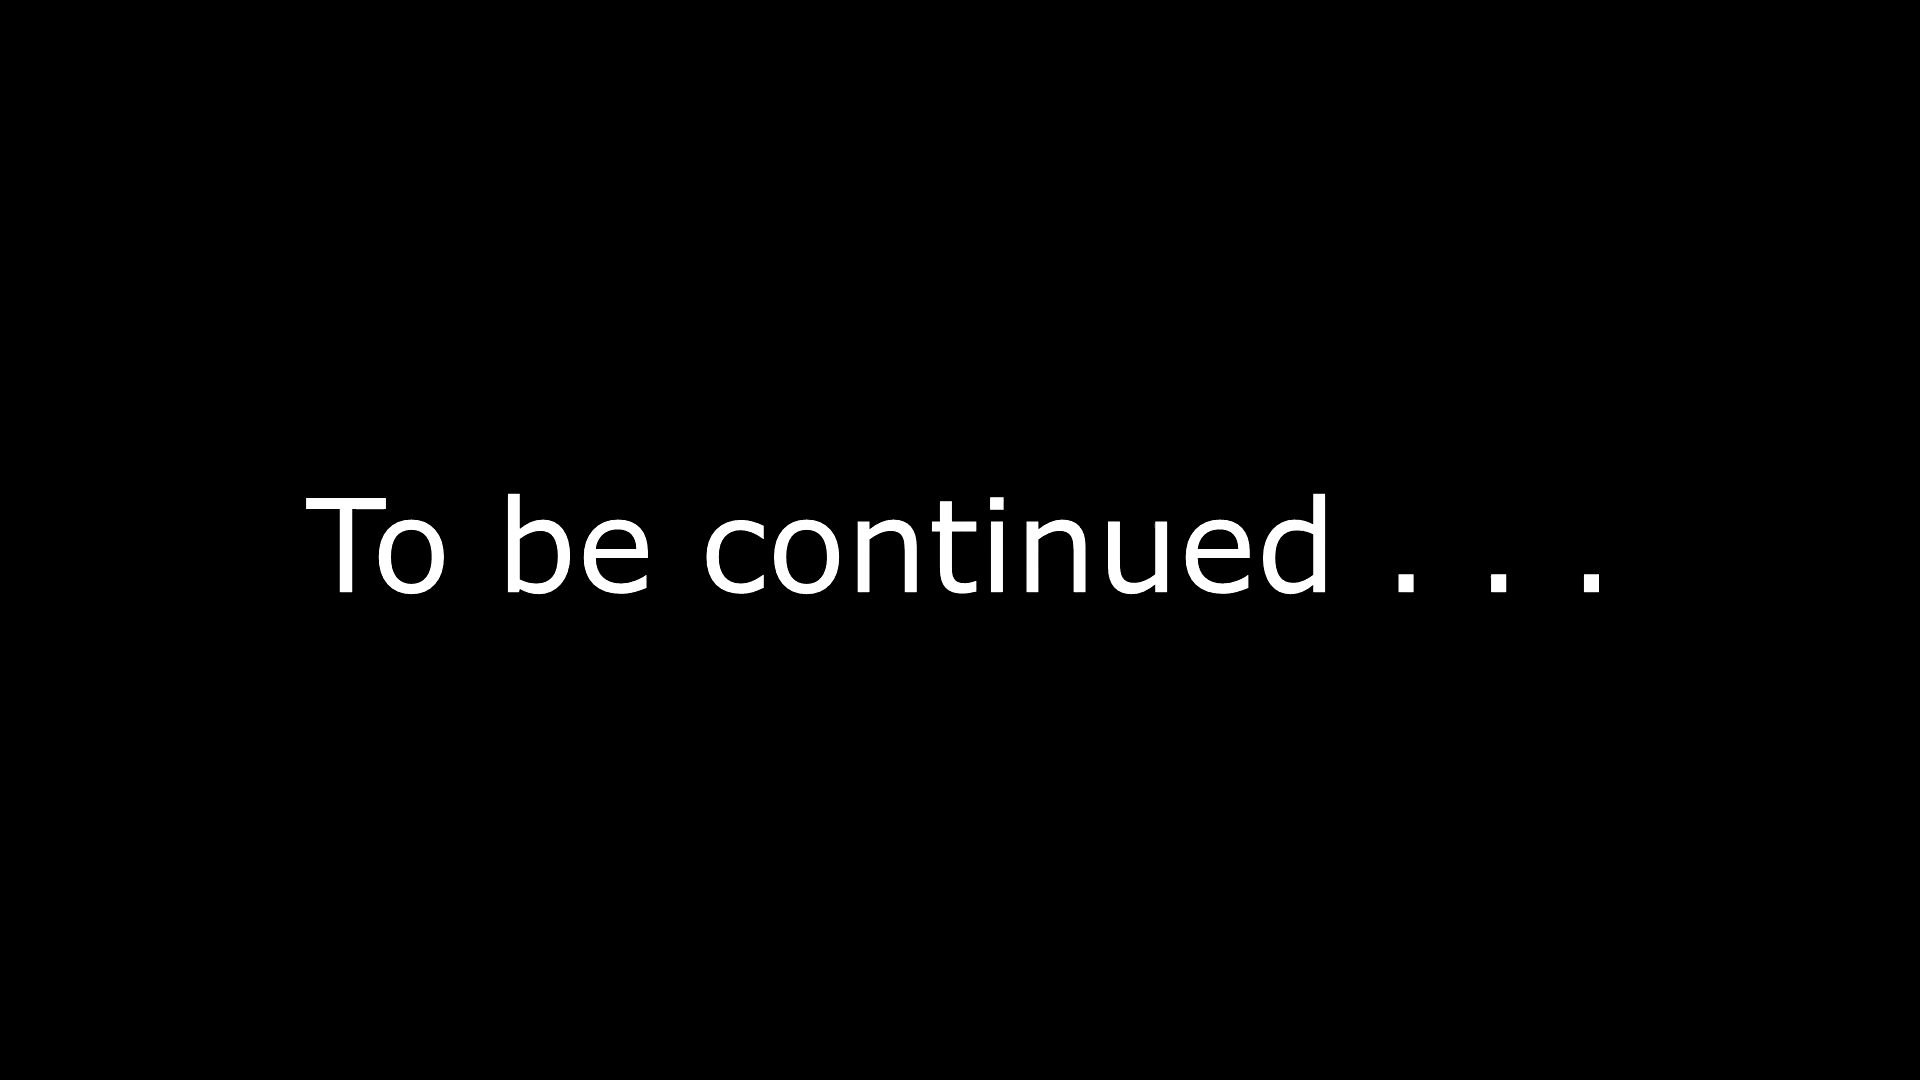 To be continued . . .